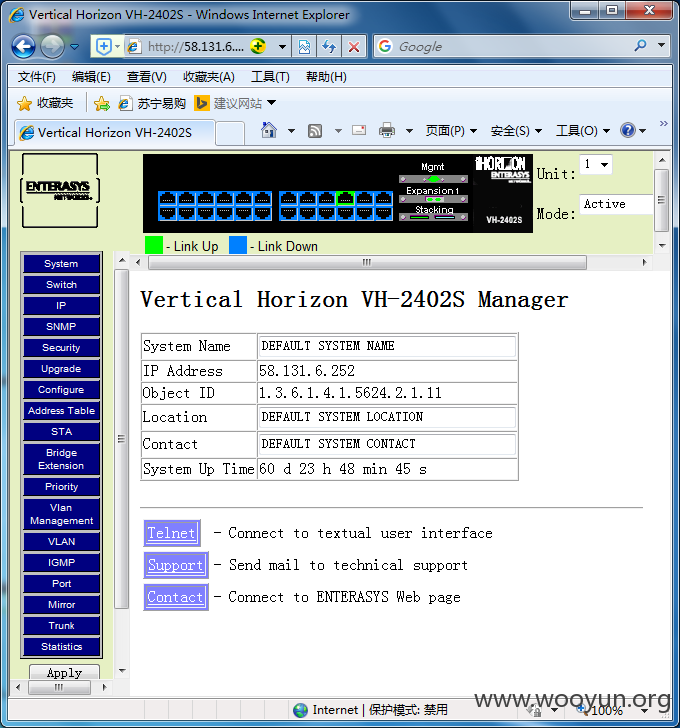 Vertical Horizon VH-2402S - Windows Internet Explorer
http://58.131.6....
Google
文件(F) 编辑(E) 查看(V) 收藏夹(A) 工具(T) 帮助(H)
收藏夹 苏宁易购 建议网站
Vertical Horizon VH-2402S 页面(P) 安全(S) 工具(O)
ENTERASYS
NETWORKS
Mgmt
Expansion 1
Stacking
HORIZON
ENTERASYS
VH-2402S
Unit: 1
Mode: Active
- Link Up - Link Down
System
Switch
IP
SNMP
Security
Upgrade
Configure
Address Table
STA
Bridge
Extension
Priority
Vlan
Management
VLAN
IGMP
Port
Mirror
Trunk
Statistics
Apply
Vertical Horizon VH-2402S Manager
System Name DEFAULT SYSTEM NAME
IP Address 58.131.6.252
Object ID 1.3.6.1.4.1.5624.2.1.11
Location DEFAULT SYSTEM LOCATION
Contact DEFAULT SYSTEM CONTACT
System Up Time 60 d 23 h 48 min 45 s
Telnet - Connect to textual user interface
Support - Send mail to technical support
Contact - Connect to ENTERASYS Web page
www.wooyun.org
Internet | 保护模式: 禁用 100%